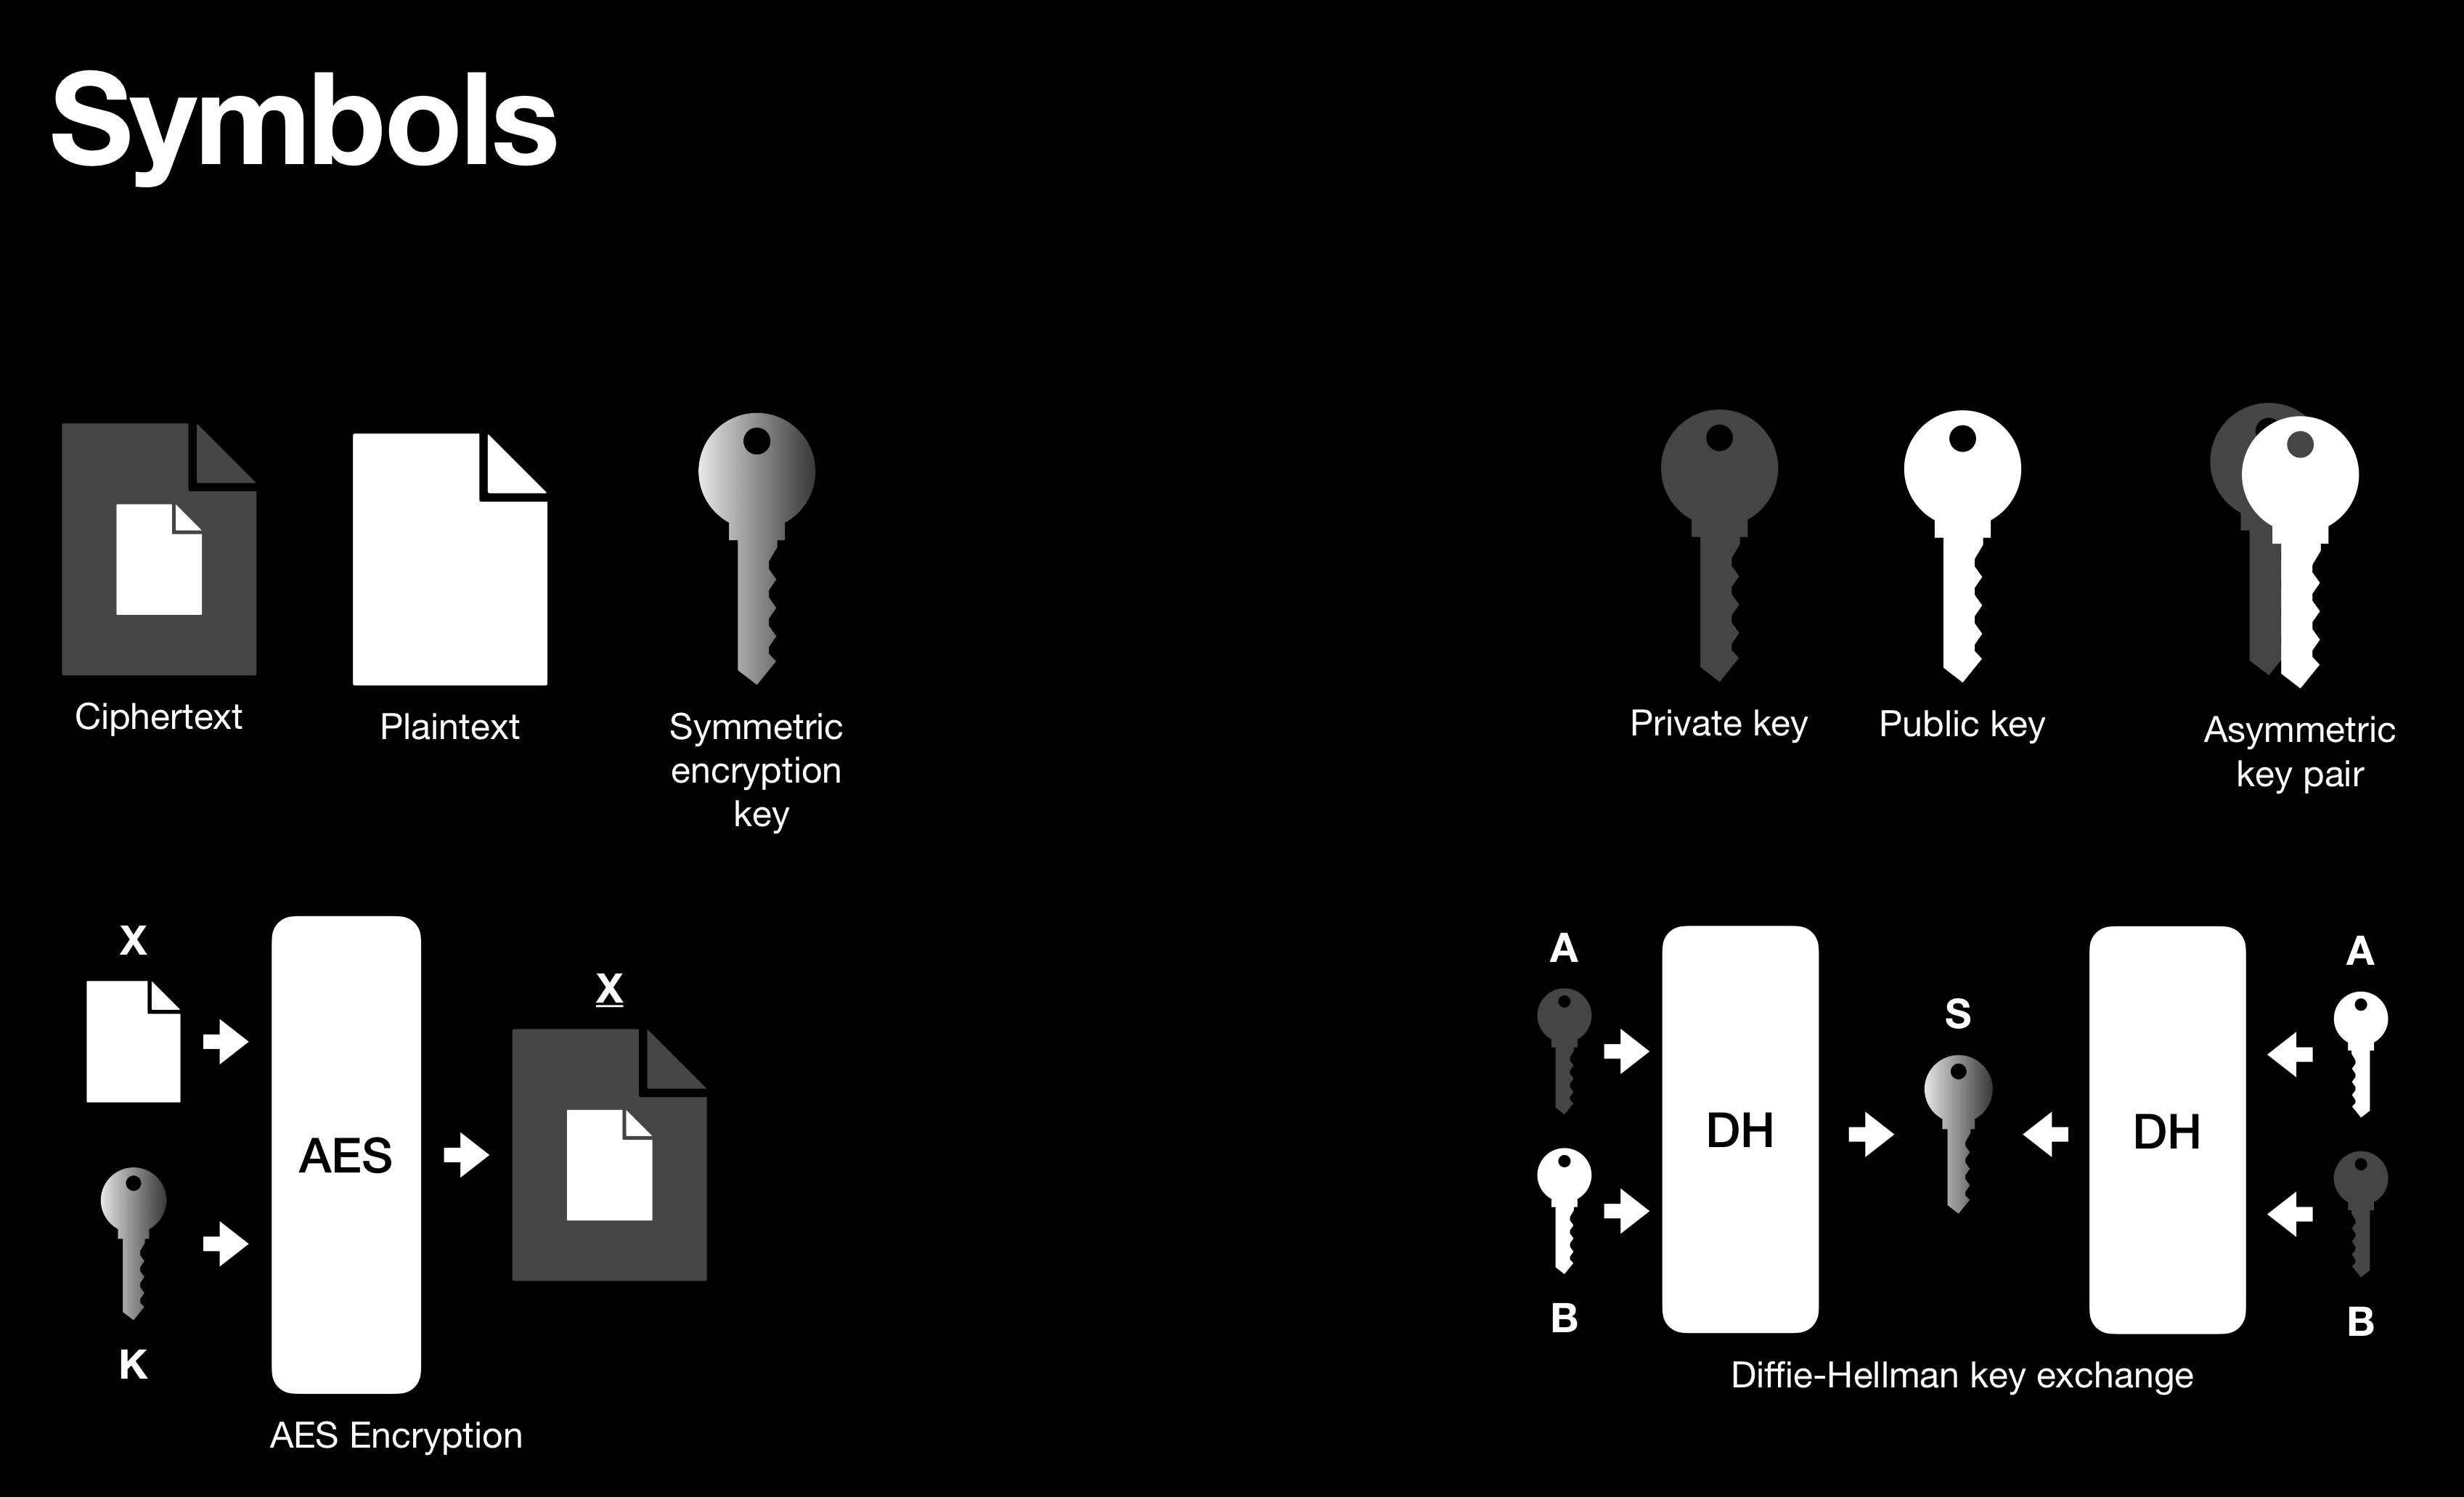 Symbols
Ciphertext
Plaintext
Symmetric
encryption
key
Private key
Public key
Asymmetric
key pair
X
AES
X
K
AES Encryption
A
DH
B
S
DH
A
B
Diffie-Hellman key exchange